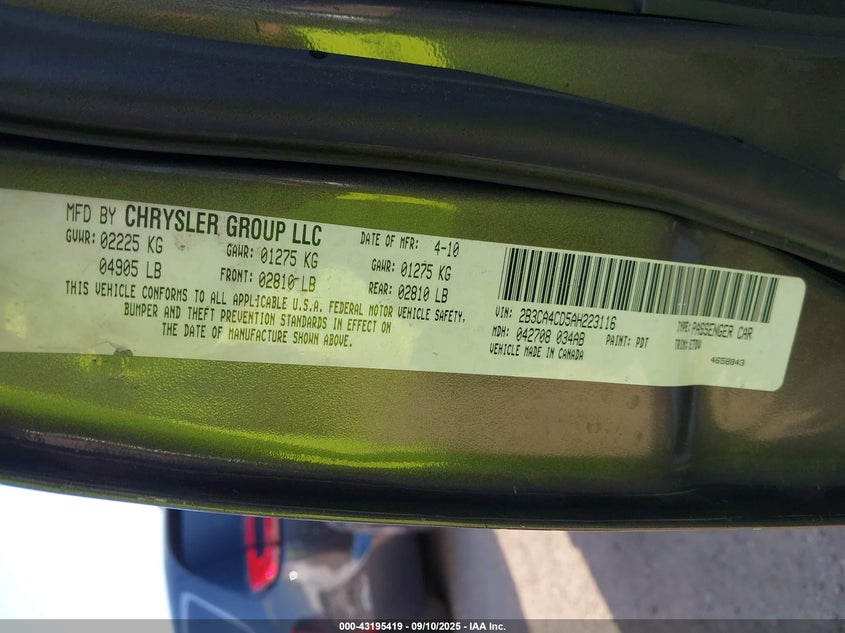 MFD BY CHRYSLER GROUP LLC
DATE OF MFR: 4-10
GVWR: 02225 KG
GAWR: 01275 KG
GAWR: 01275 KG
04905 LB
FRONT: 02810 LB
REAR: 02810 LB
THIS VEHICLE CONFORMS TO ALL APPLICABLE U.S.A. FEDERAL MOTOR VEHICLE SAFETY,
BUMPER AND THEFT PREVENTION STANDARDS IN EFFECT ON
THE DATE OF MANUFACTURE SHOWN ABOVE.
VIN: 2B3CA4CD5AH223116
TYPE: PASSENGER CAR
MDH: 042708 034AB
PAINT: PDT
TRIM: ETDV
VEHICLE MADE IN CANADA
4658843
000-43195419 - 09/10/2025 - IAA Inc.